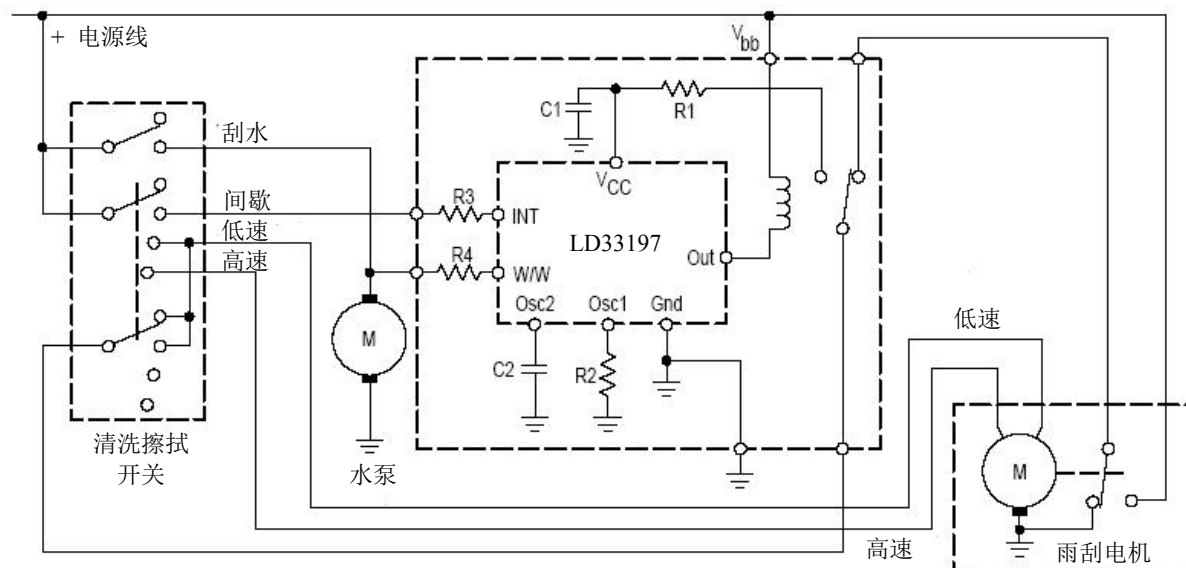 + 电源线
Vbb
刮水
间歇
低速
高速
C1
R1
VCC
R3
INT
LD33197
R4
W/W
Out
Osc2
Osc1
Gnd
M
C2
R2
低速
清洗擦拭
开关
水泵
M
高速
雨刮电机